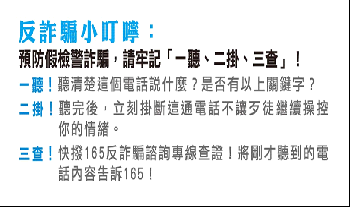 反詐騙小叮嚀：
預防假檢警詐騙，請牢記「一聽、二掛、三查」！
一聽！聽清楚這個電話說什麼？是否有以上關鍵字？
二掛！聽完後，立刻掛斷這通電話不讓歹徒繼續操控
你的情緒。
三查！快撥165反詐騙諮詢專線查證！將剛才聽到的電
話內容告訴165！